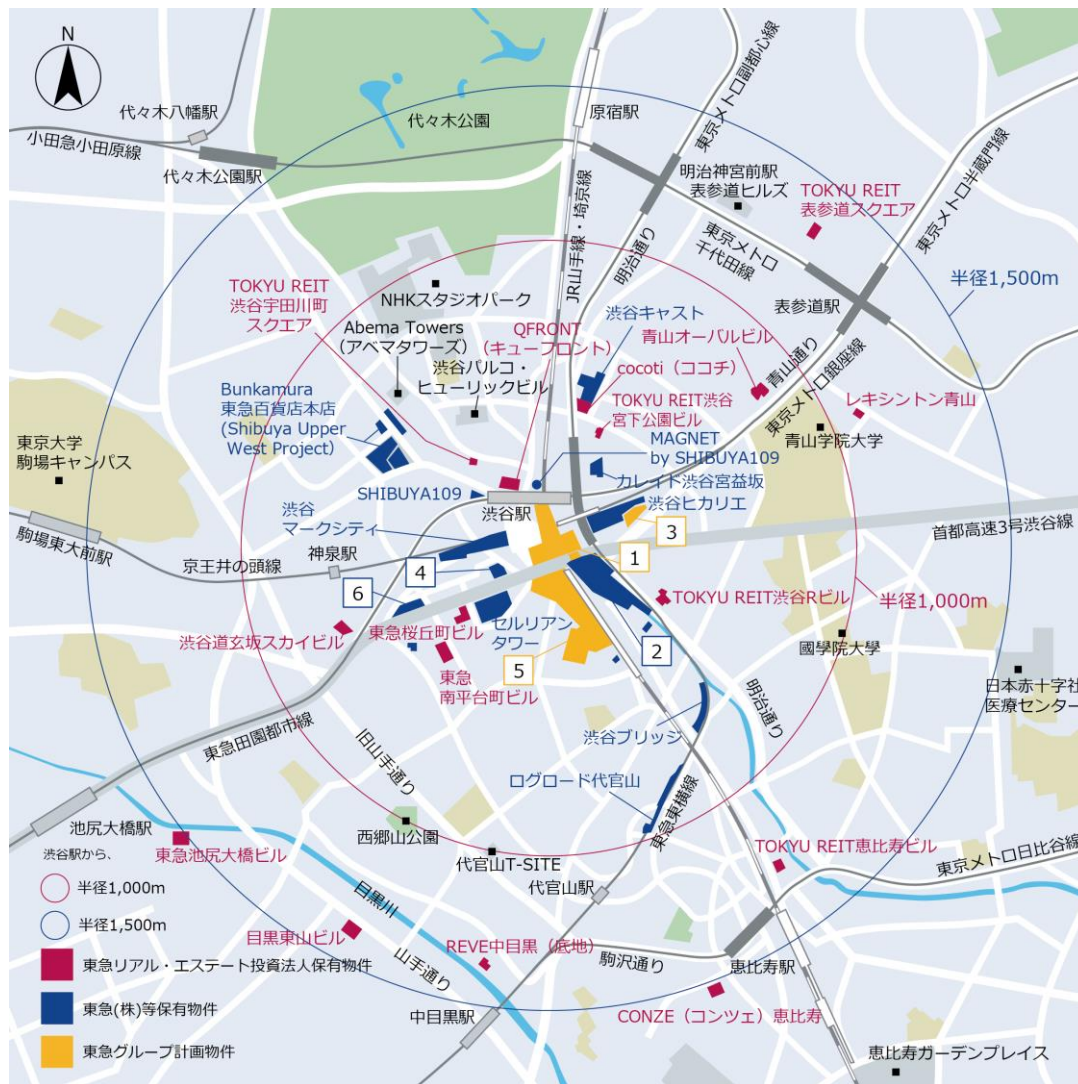 N
代々木八幡駅
小田急小田原線
代々木公園駅
代々木公園
原宿駅
東京メトロ副都心線
明治神宮前駅
表参道ヒルズ
TOKYU REIT
表参道スクエア
東京メトロ半蔵門線
JR山手線・埼京線
明治通り
東京メトロ
千代田線
半径1,500m
表参道駅
NHKスタジオパーク
TOKYU REIT
渋谷宇田川町
スクエア
Abema Towers
（アベマタワーズ）
QFRONT
（キューフロント）
渋谷パルコ・
ヒューリックビル
渋谷キャスト
青山オーバルビル
cocoti（ココチ）
青山通り
東京メトロ銀座線
レキシントン青山
TOKYU REIT渋谷
宮下公園ビル
青山学院大学
Bunkamura
東急百貨店本店
(Shibuya Upper
West Project）
MAGNET
by SHIBUYA109
カレイド渋谷宮益坂
東京大学
駒場キャンパス
SHIBUYA109
渋谷駅
渋谷ヒカリエ
渋谷
マークシティ
3
首都高速3号渋谷線
駒場東大前駅
京王井の頭線
神泉駅
4
1
6
TOKYU REIT渋谷Rビル
半径1,000m
渋谷道玄坂スカイビル
東急桜丘町ビル
セルリアン
タワー
2
國學院大學
5
東急
南平台町ビル
日本赤十字社
医療センター
明治通り
東急田園都市線
旧山手通り
渋谷ブリッジ
ログロード代官山
東急東横線
池尻大橋駅
西郷山公園
東急池尻大橋ビル
代官山T-SITE
TOKYU REIT恵比寿ビル
東京メトロ日比谷線
代官山駅
渋谷駅から、
半径1,000m
半径1,500m
目黒川
目黒東山ビル
山手通り
REVE中目黒（底地）
駒沢通り
恵比寿駅
東急リアル・エステート投資法人保有物件
東急(株)等保有物件
東急グループ計画物件
中目黒駅
CONZE（コンツェ）恵比寿
恵比寿ガーデンプレイス